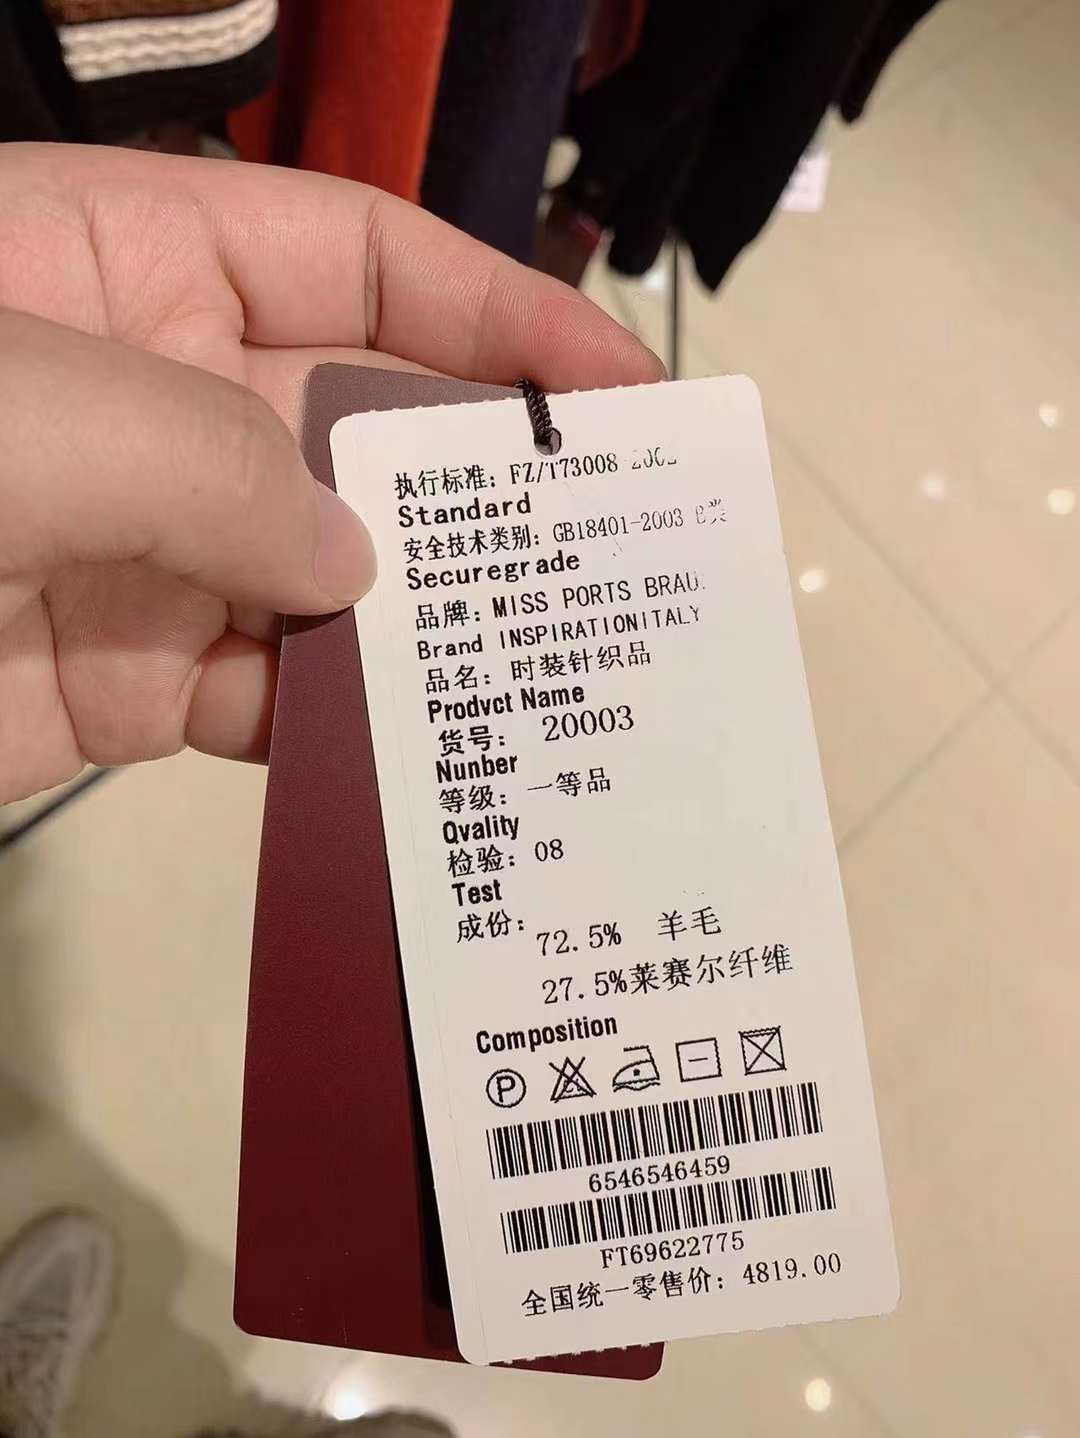 执行标准：FZ/T73008-2002
Standard
安全技术类别：GB18401-2003 B类
Securegrade
品牌：MISS PORTS BRAU
Brand INSPIRATIONITALY
品名：时装针织品
Prodvct Name
货号：20003
Nunber
等级：一等品
Qvality
检验：08
Test
成份：72.5% 羊毛
27.5%莱赛尔纤维
Composition
P
6546546459
FT69622775
全国统一零售价：4819.00